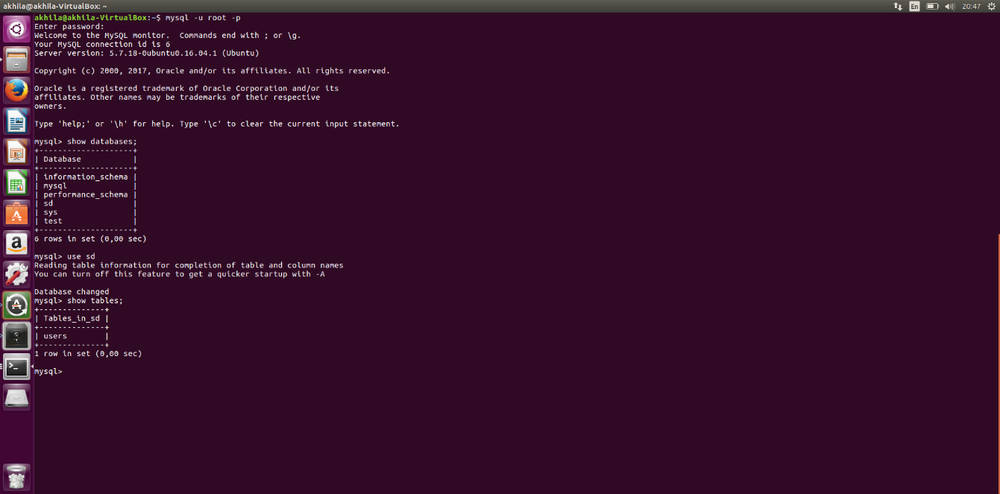 akhila@akhila-VirtualBox: ~
En
20:47
akhila@akhila-VirtualBox:~$ mysql -u root -p
Enter password:
Welcome to the MySQL monitor.  Commands end with ; or \g.
Your MySQL connection id is 6
Server version: 5.7.18-0ubuntu0.16.04.1 (Ubuntu)
Copyright (c) 2000, 2017, Oracle and/or its affiliates. All rights reserved.
Oracle is a registered trademark of Oracle Corporation and/or its
affiliates. Other names may be trademarks of their respective
owners.
Type 'help;' or '\h' for help. Type '\c' to clear the current input statement.
mysql> show databases;
+--------------------+
| Database           |
+--------------------+
| information_schema |
| mysql              |
| performance_schema |
| sd                 |
| sys                |
| test               |
+--------------------+
6 rows in set (0,00 sec)
mysql> use sd
Reading table information for completion of table and column names
You can turn off this feature to get a quicker startup with -A
Database changed
mysql> show tables;
+--------------+
| Tables_in_sd |
+--------------+
| users        |
+--------------+
1 row in set (0,00 sec)
mysql>